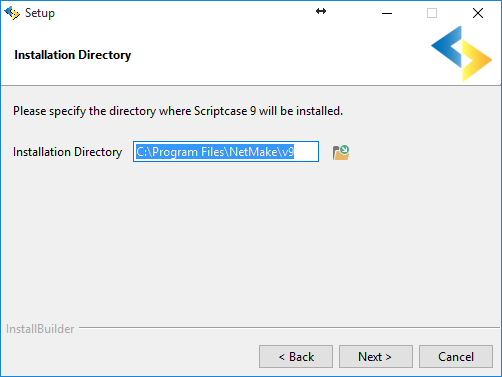 Setup
Installation Directory
Please specify the directory where Scriptcase 9 will be installed.
Installation Directory C:\Program Files\NetMake\v9
InstallBuilder
< Back Next > Cancel